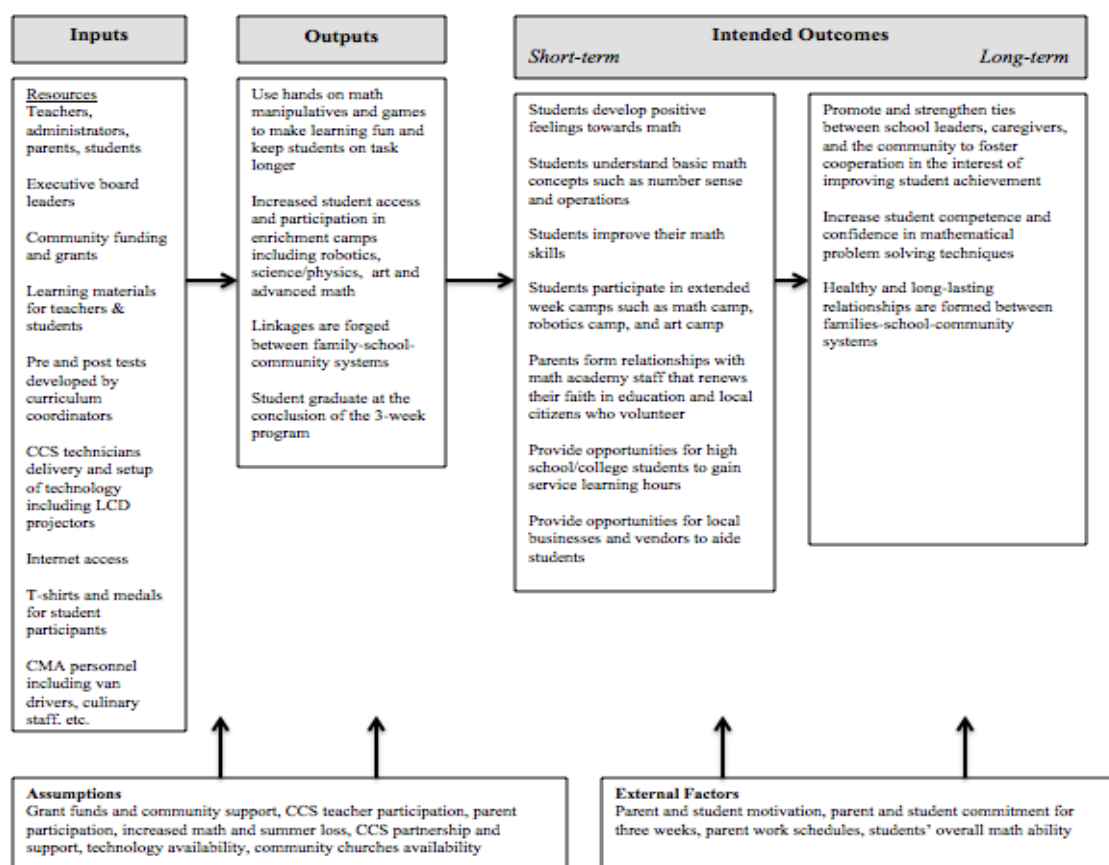 Inputs
Resources
Teachers,
administrators,
parents, students
Executive board
leaders
Community funding
and grants
Learning materials
for teachers &
students
Pre and post tests
developed by
curriculum
coordinators
CCS technicians
delivery and setup
of technology
including LCD
projectors
Internet access
T-shirts and medals
for student
participants
CMA personnel
including van
drivers, culinary
staff. etc.
Outputs
Use hands on math
manipulatives and games
to make learning fun and
keep students on task
longer
Increased student access
and participation in
enrichment camps
including robotics,
science/physics, art and
advanced math
Linkages are forged
between family-school-
community systems
Student graduate at the
conclusion of the 3-week
program
Intended Outcomes
Short-term
Long-term
Students develop positive
feelings towards math
Students understand basic math
concepts such as number sense
and operations
Students improve their math
skills
Students participate in extended
week camps such as math camp,
robotics camp, and art camp
Parents form relationships with
math academy staff that renews
their faith in education and local
citizens who volunteer
Provide opportunities for high
school/college students to gain
service learning hours
Provide opportunities for local
businesses and vendors to aide
students
Promote and strengthen ties
between school leaders, caregivers,
and the community to foster
cooperation in the interest of
improving student achievement
Increase student competence and
confidence in mathematical
problem solving techniques
Healthy and long-lasting
relationships are formed between
families-school-community
systems
Assumptions
Grant funds and community support, CCS teacher participation, parent
participation, increased math and summer loss, CCS partnership and
support, technology availability, community churches availability
External Factors
Parent and student motivation, parent and student commitment for
three weeks, parent work schedules, students' overall math ability